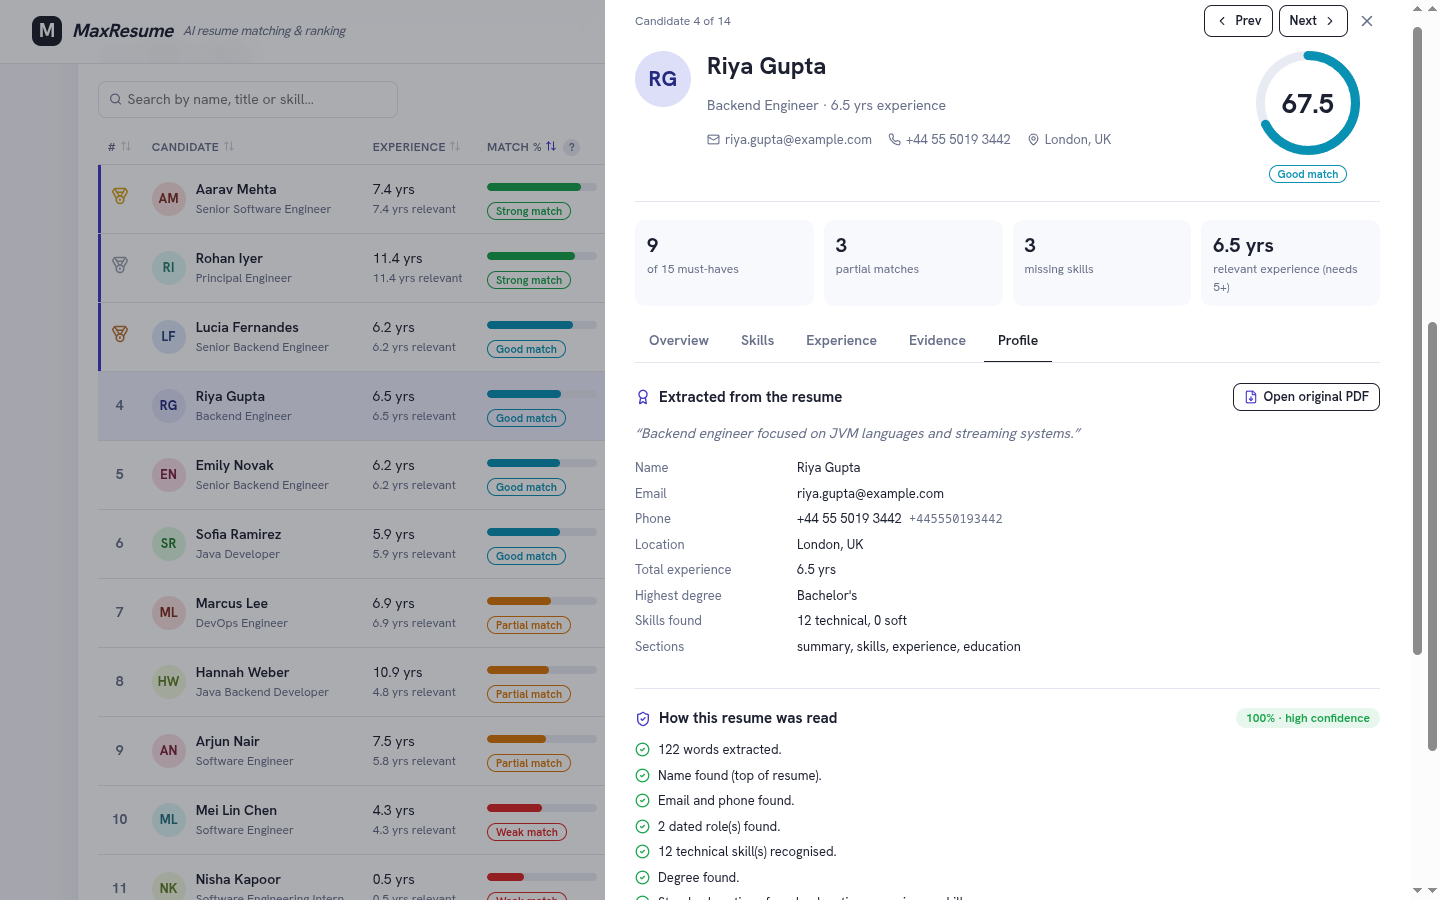 M MaxResume AI resume matching & ranking
Search by name, title or skill...
# CANDIDATE EXPERIENCE MATCH % ?
AM Aarav Mehta 7.4 yrs
Senior Software Engineer 7.4 yrs relevant Strong match
RI Rohan Iyer 11.4 yrs
Principal Engineer 11.4 yrs relevant Strong match
LF Lucia Fernandes 6.2 yrs
Senior Backend Engineer 6.2 yrs relevant Good match
4 RG Riya Gupta 6.5 yrs
Backend Engineer 6.5 yrs relevant Good match
5 EN Emily Novak 6.2 yrs
Senior Backend Engineer 6.2 yrs relevant Good match
6 SR Sofia Ramirez 5.9 yrs
Java Developer 5.9 yrs relevant Good match
7 ML Marcus Lee 6.9 yrs
DevOps Engineer 6.9 yrs relevant Partial match
8 HW Hannah Weber 10.9 yrs
Java Backend Developer 4.8 yrs relevant Partial match
9 AN Arjun Nair 7.5 yrs
Software Engineer 5.8 yrs relevant Partial match
10 ML Mei Lin Chen 4.3 yrs
Software Engineer 4.3 yrs relevant Weak match
11 NK Nisha Kapoor 0.5 yrs
Software Engineering Intern 0.5 yrs relevant Weak match
Candidate 4 of 14
Prev Next
RG Riya Gupta
Backend Engineer · 6.5 yrs experience
riya.gupta@example.com +44 55 5019 3442 London, UK
67.5
Good match
9
of 15 must-haves
3
partial matches
3
missing skills
6.5 yrs
relevant experience (needs
5+)
Overview Skills Experience Evidence Profile
Extracted from the resume Open original PDF
“Backend engineer focused on JVM languages and streaming systems.”
Name Riya Gupta
Email riya.gupta@example.com
Phone +44 55 5019 3442 +445550193442
Location London, UK
Total experience 6.5 yrs
Highest degree Bachelor's
Skills found 12 technical, 0 soft
Sections summary, skills, experience, education
How this resume was read 100% · high confidence
122 words extracted.
Name found (top of resume).
Email and phone found.
2 dated role(s) found.
12 technical skill(s) recognised.
Degree found.